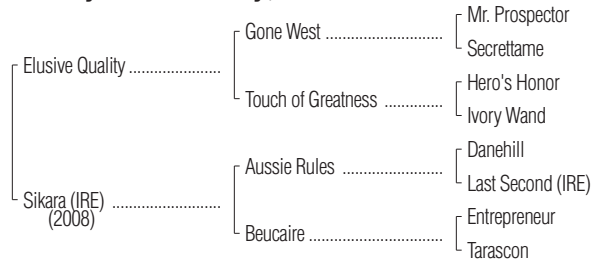 Mr. Prospector
Gone West ..........................
Secrettame
Elusive Quality ......................
Hero's Honor
Touch of Greatness ..............
Ivory Wand
Danehill
Aussie Rules ........................
Last Second (IRE)
Sikara (IRE) ..........................
(2008)
Entrepreneur
Beucaire ................................
Tarascon